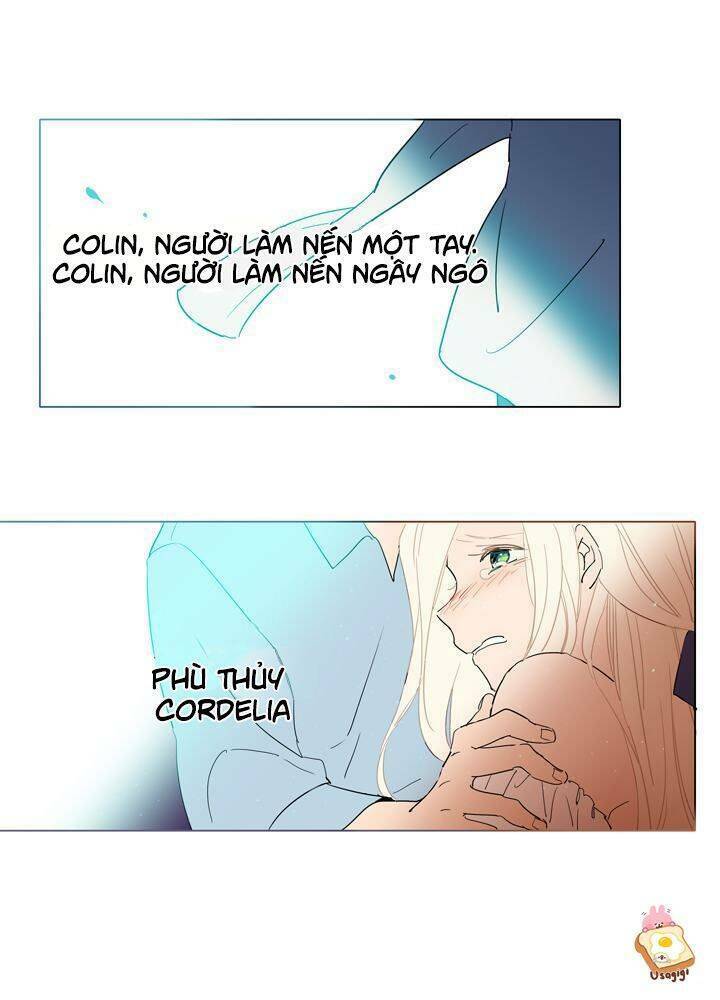 COLIN, NGƯỜI LÀM NẾN MỘT TAY.
COLIN, NGƯỜI LÀM NẾN NGÂY NGÔ
PHÙ THỦY
CORDELIA
Usagigi